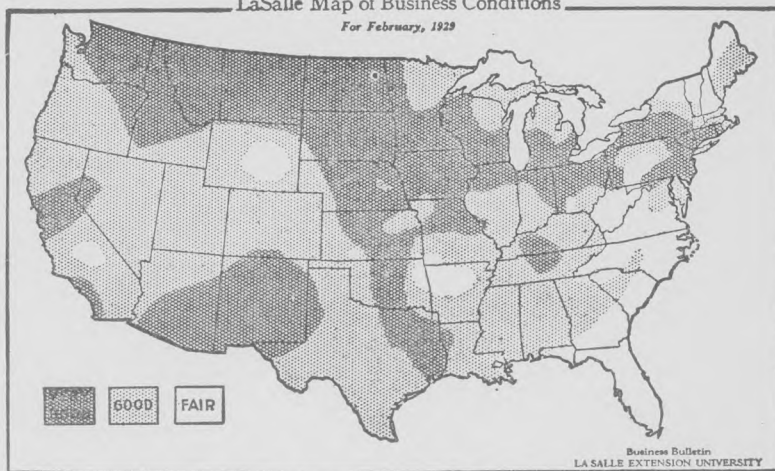 LaSalle Map of Business Conditions
For February, 1929
GOOD
FAIR
Business Bulletin
LA SALLE EXTENSION UNIVERSITY